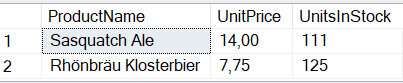 ProductName UnitPrice UnitsInStock
1 Sasquatch Ale 14,00 111
2 Rhönbräu Klosterbier 7,75 125